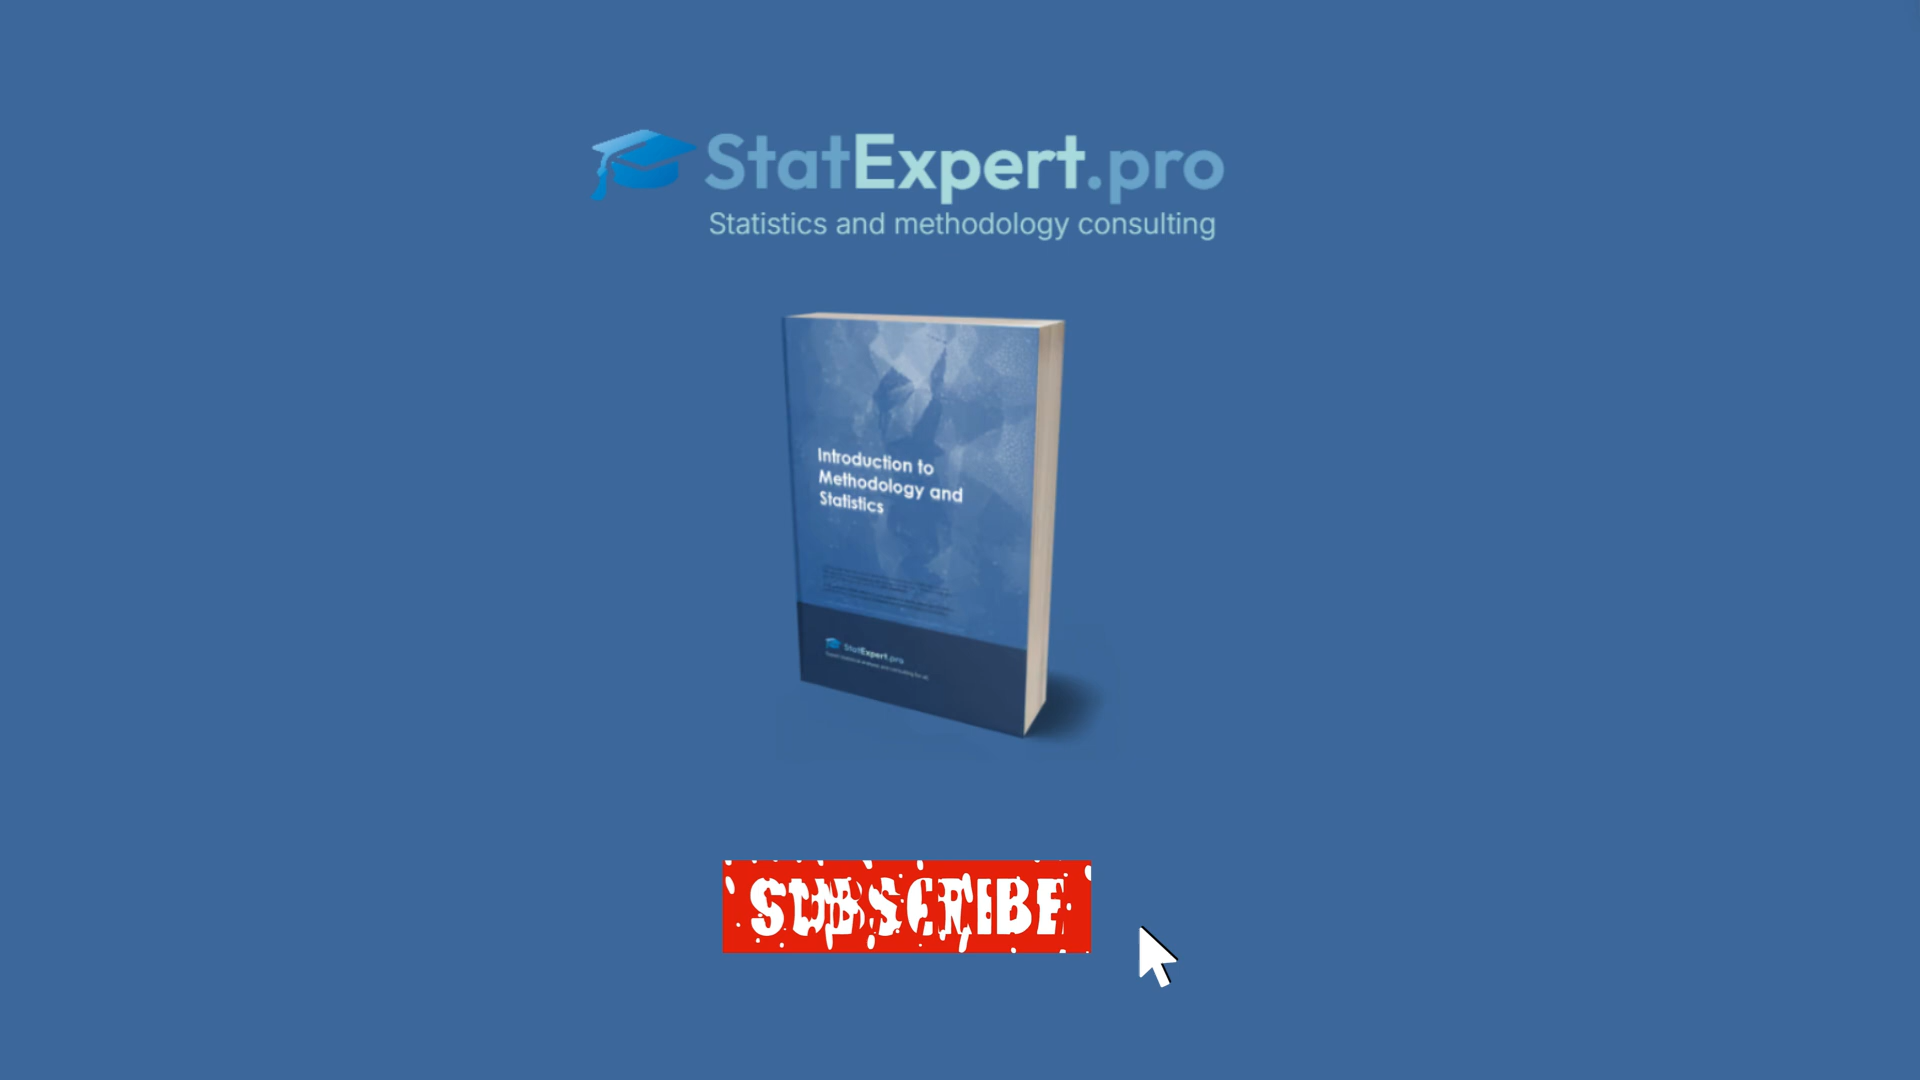 StatExpert.pro
Statistics and methodology consulting
Introduction to
Methodology and
Statistics
StatExpert.pro
SUBSCRIBE